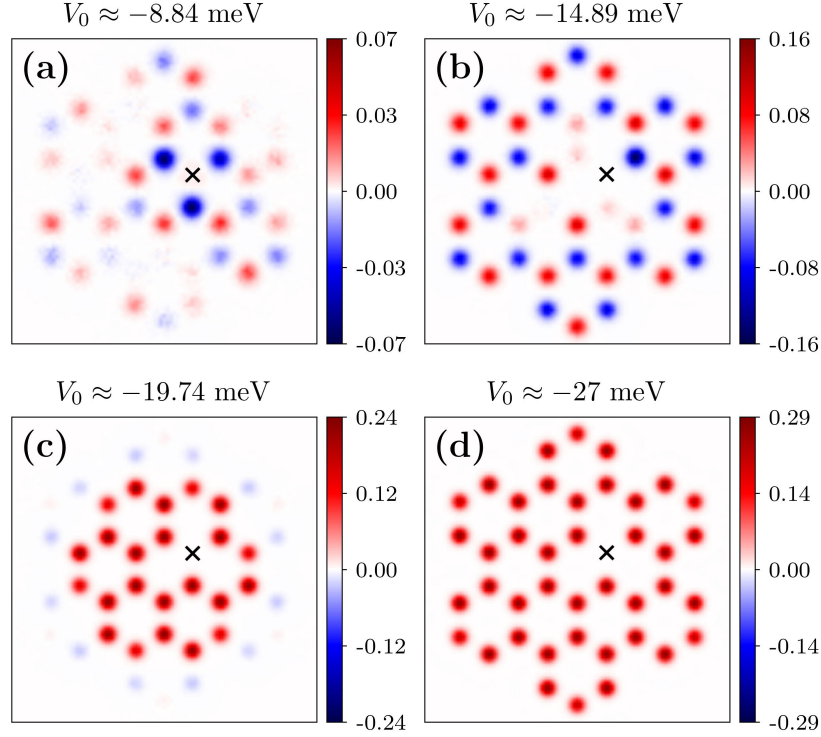 V₀ ≈ −8.84 meV
(a)
0.07
0.03
0.00
-0.03
-0.07
V₀ ≈ −14.89 meV
(b)
0.16
0.08
0.00
-0.08
-0.16
V₀ ≈ −19.74 meV
(c)
0.24
0.12
0.00
-0.12
-0.24
V₀ ≈ −27 meV
(d)
0.29
0.14
0.00
-0.14
-0.29